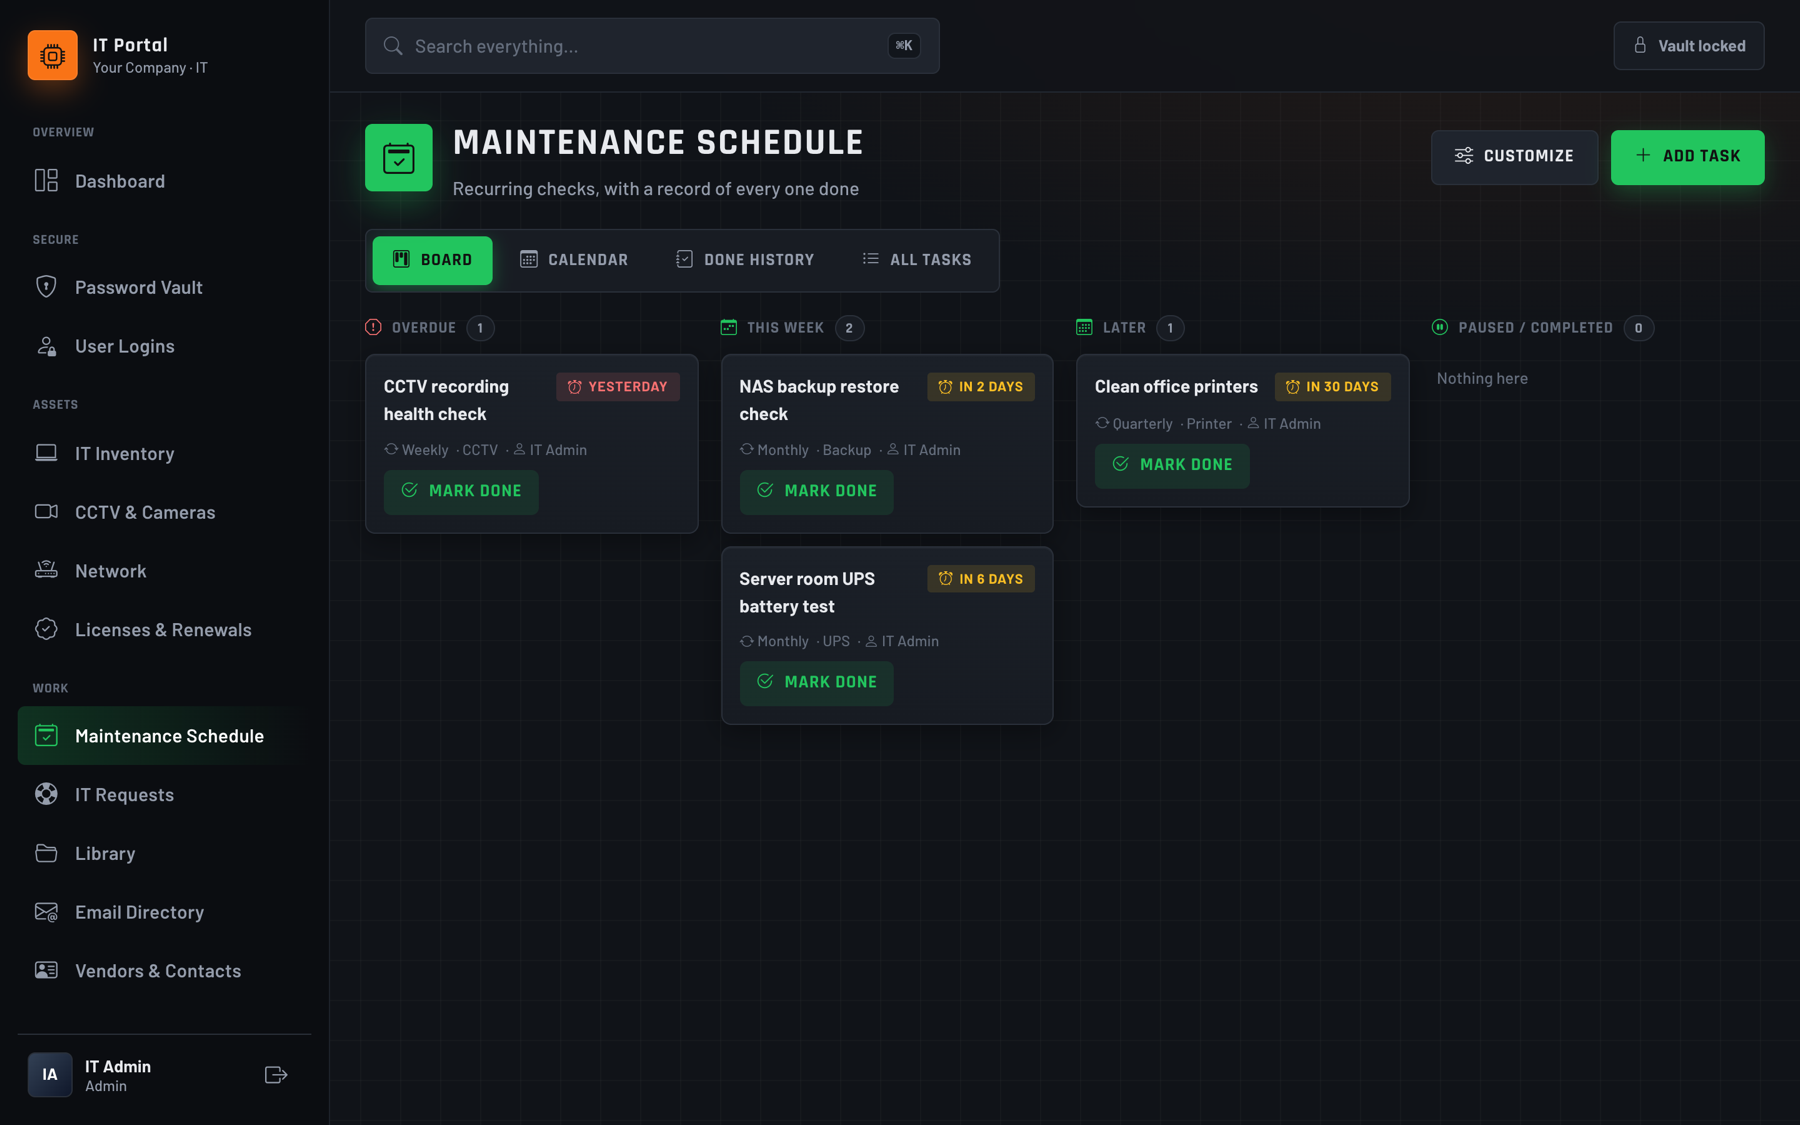 IT Portal
Your Company · IT
OVERVIEW
Dashboard
SECURE
Password Vault
User Logins
ASSETS
IT Inventory
CCTV & Cameras
Network
Licenses & Renewals
WORK
Maintenance Schedule
IT Requests
Library
Email Directory
Vendors & Contacts
IA
IT Admin
Admin
Search everything...
⌘K
Vault locked
MAINTENANCE SCHEDULE
Recurring checks, with a record of every one done
CUSTOMIZE
ADD TASK
BOARD
CALENDAR
DONE HISTORY
ALL TASKS
OVERDUE 1
CCTV recording
health check
YESTERDAY
Weekly · CCTV · IT Admin
MARK DONE
THIS WEEK 2
NAS backup restore
check
IN 2 DAYS
Monthly · Backup · IT Admin
MARK DONE
Server room UPS
battery test
IN 6 DAYS
Monthly · UPS · IT Admin
MARK DONE
LATER 1
Clean office printers
IN 30 DAYS
Quarterly · Printer · IT Admin
MARK DONE
PAUSED / COMPLETED 0
Nothing here